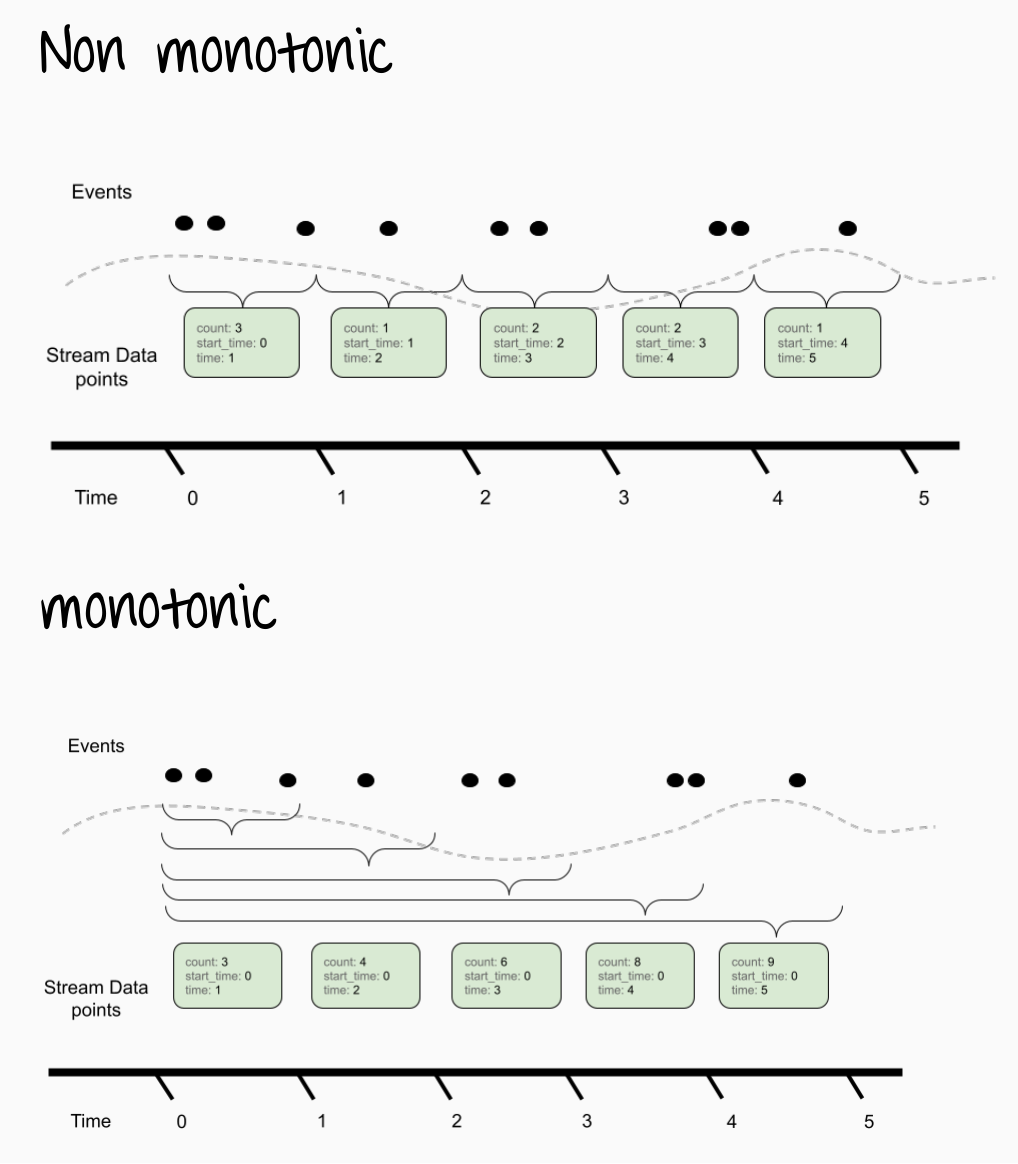 Non monotonic
Events
count: 3
start_time: 0
time: 1
count: 1
start_time: 1
time: 2
count: 2
start_time: 2
time: 3
count: 2
start_time: 3
time: 4
count: 1
start_time: 4
time: 5
Stream Data
points
Time 0 1 2 3 4 5
monotonic
Events
count: 3
start_time: 0
time: 1
count: 4
start_time: 0
time: 2
count: 6
start_time: 0
time: 3
count: 8
start_time: 0
time: 4
count: 9
start_time: 0
time: 5
Stream Data
points
Time 0 1 2 3 4 5